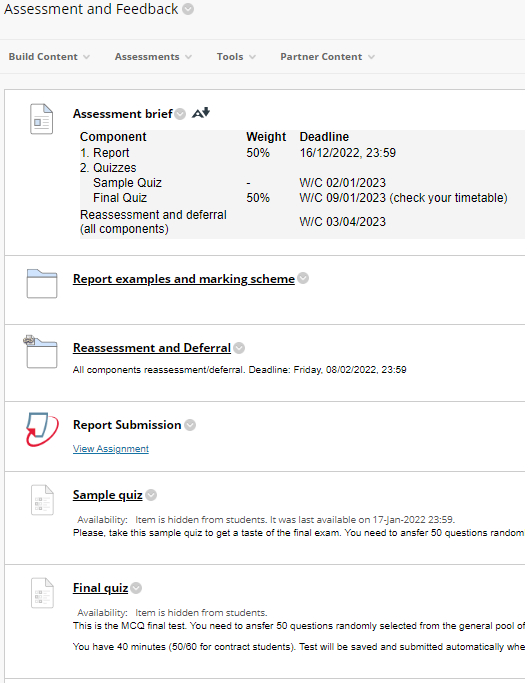 Assessment and Feedback
Build Content Assessments Tools Partner Content
Assessment brief
Component Weight Deadline
1. Report 50% 16/12/2022, 23:59
2. Quizzes
Sample Quiz - W/C 02/01/2023
Final Quiz 50% W/C 09/01/2023 (check your timetable)
Reassessment and deferral
(all components) W/C 03/04/2023
Report examples and marking scheme
Reassessment and Deferral
All components reassessment/deferral. Deadline: Friday, 08/02/2022, 23:59
Report Submission
View Assignment
Sample quiz
Availability: Item is hidden from students. It was last available on 17-Jan-2022 23:59.
Please, take this sample quiz to get a taste of the final exam. You need to ansfer 50 questions random
Final quiz
Availability: Item is hidden from students.
This is the MCQ final test. You need to ansfer 50 questions randomly selected from the general pool of
You have 40 minutes (50/60 for contract students). Test will be saved and submitted automatically whe